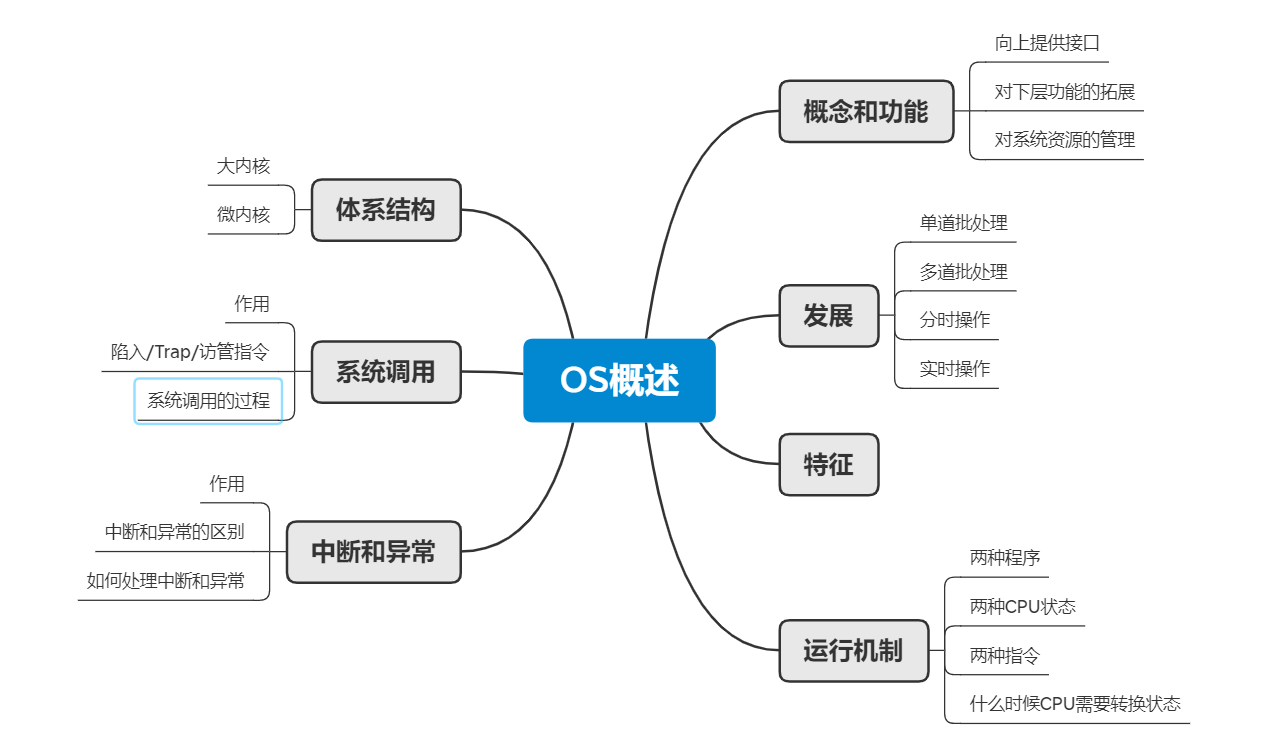 OS概述
概念和功能
向上提供接口
对下层功能的拓展
对系统资源的管理
发展
单道批处理
多道批处理
分时操作
实时操作
特征
运行机制
两种程序
两种CPU状态
两种指令
什么时候CPU需要转换状态
体系结构
大内核
微内核
系统调用
作用
陷入/Trap/访管指令
系统调用的过程
中断和异常
作用
中断和异常的区别
如何处理中断和异常